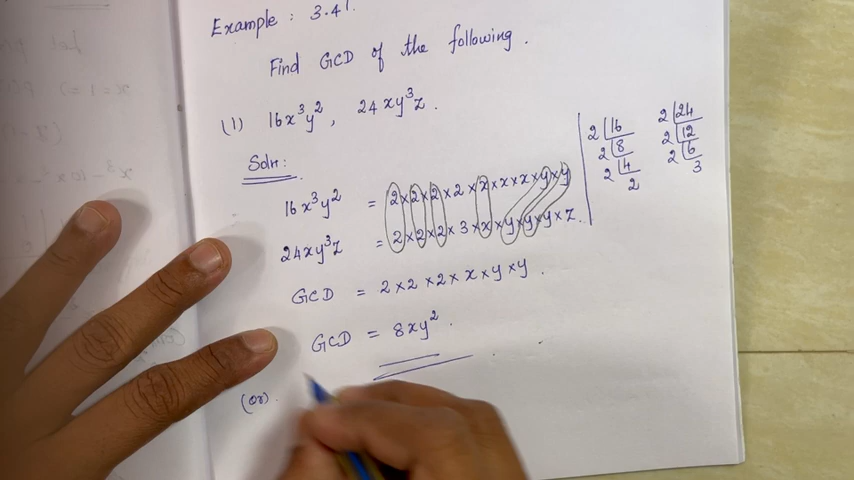 Example : 3.41.
Find GCD of the following.
(1) 16x³y², 24xy³z.
Soln:
16x³y² = 2×2×2×2×x×x×x×y×y
24xy³z = 2×2×2×3×x×y×y×y×z.
GCD = 2×2×2×x×y×y.
GCD = 8xy².
(or).
2 | 16
2 | 8
2 | 4
2
2 | 24
2 | 12
2 | 6
3